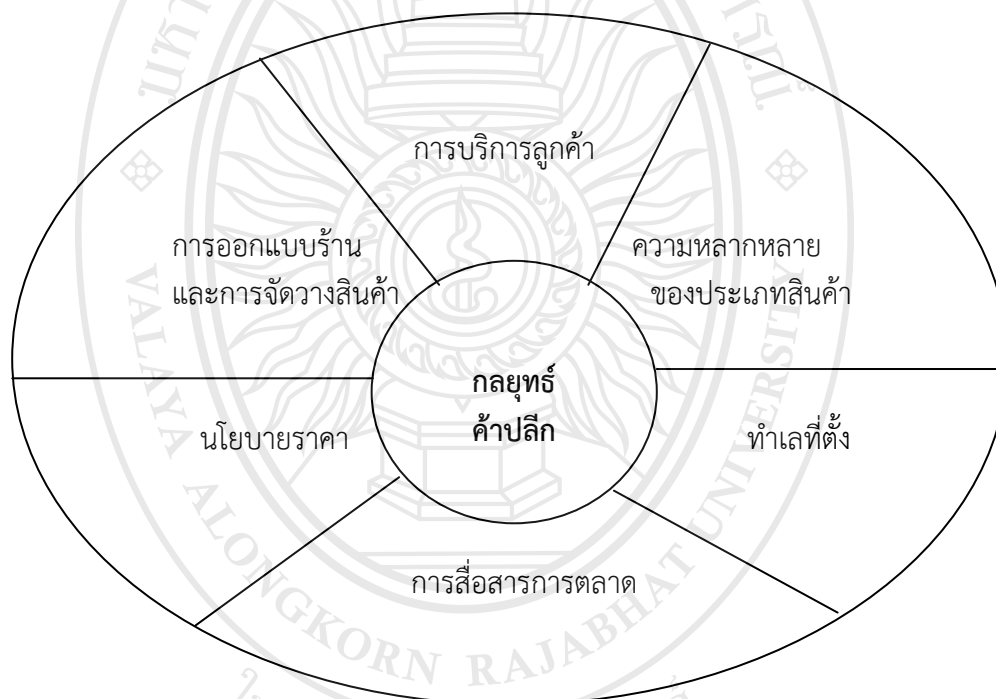 การบริการลูกค้า
การออกแบบร้าน
และการจัดวางสินค้า
ความหลากหลาย
ของประเภทสินค้า
กลยุทธ์
ค้าปลีก
นโยบายราคา
ทำเลที่ตั้ง
การสื่อสารการตลาด
VALAYA ALONGKORN RAJABHAT UNIVERSITY